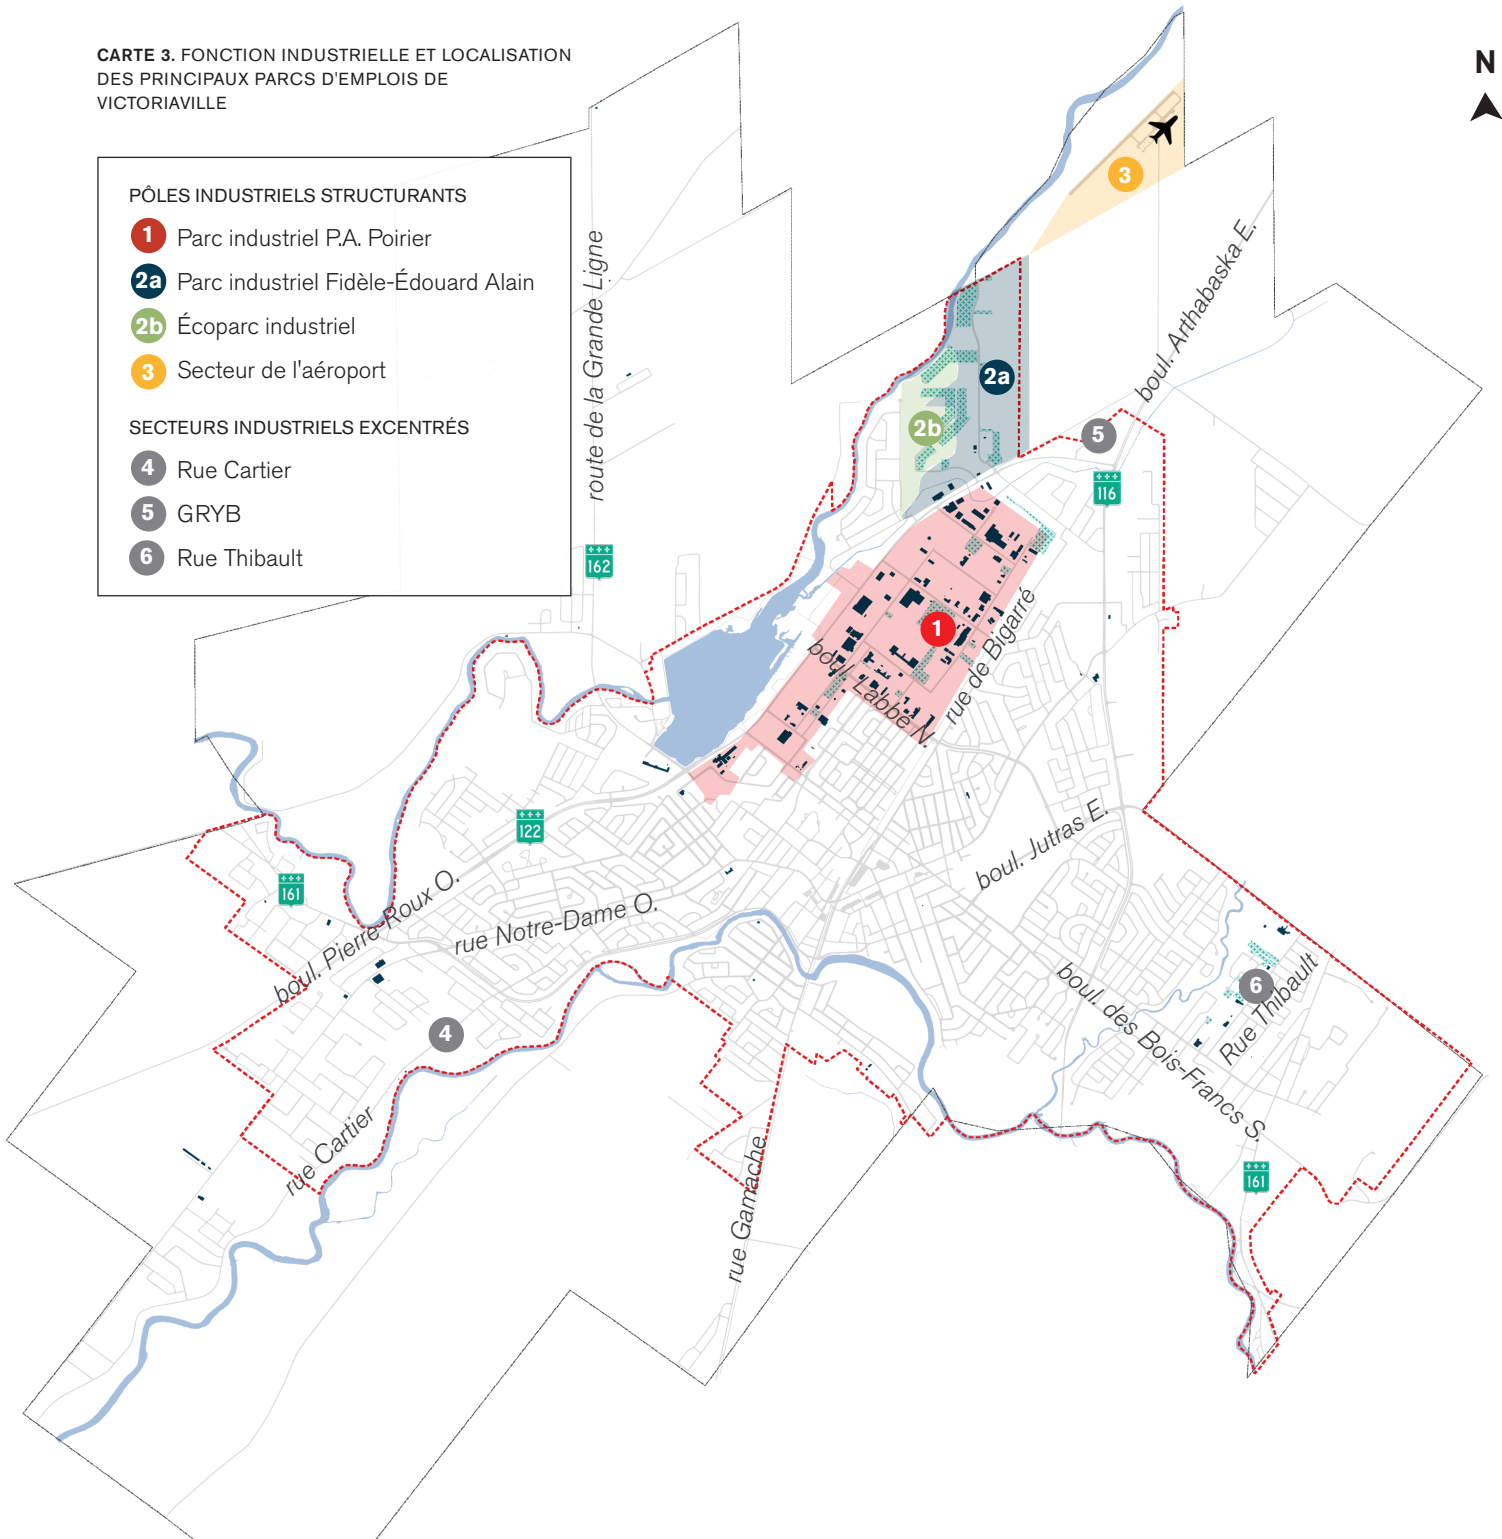 CARTE 3. FONCTION INDUSTRIELLE ET LOCALISATION
DES PRINCIPAUX PARCS D'EMPLOIS DE
VICTORIAVILLE
N
PÔLES INDUSTRIELS STRUCTURANTS
1 Parc industriel P.A. Poirier
2a Parc industriel Fidèle-Édouard Alain
2b Écoparc industriel
3 Secteur de l'aéroport
SECTEURS INDUSTRIELS EXCENTRÉS
4 Rue Cartier
5 GRYB
6 Rue Thibault
3
route de la Grande Ligne
boul. Arthabaska E.
2a
2b
5
116
162
1
boul. Labbé N.
rue de Bigarré
122
boul. Jutras E.
161
boul. Pierre-Roux O.
rue Notre-Dame O.
boul. des Bois-Francs S.
6
Rue Thibault
4
rue Cartier
rue Gamache
161